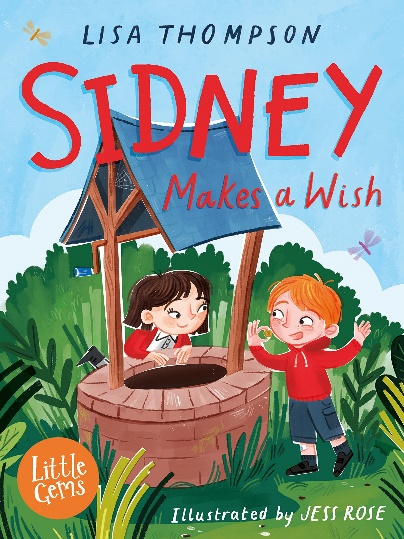 LISA THOMPSON
SIDNEY
Makes a Wish
Little
Gems
Illustrated by JESS ROSE